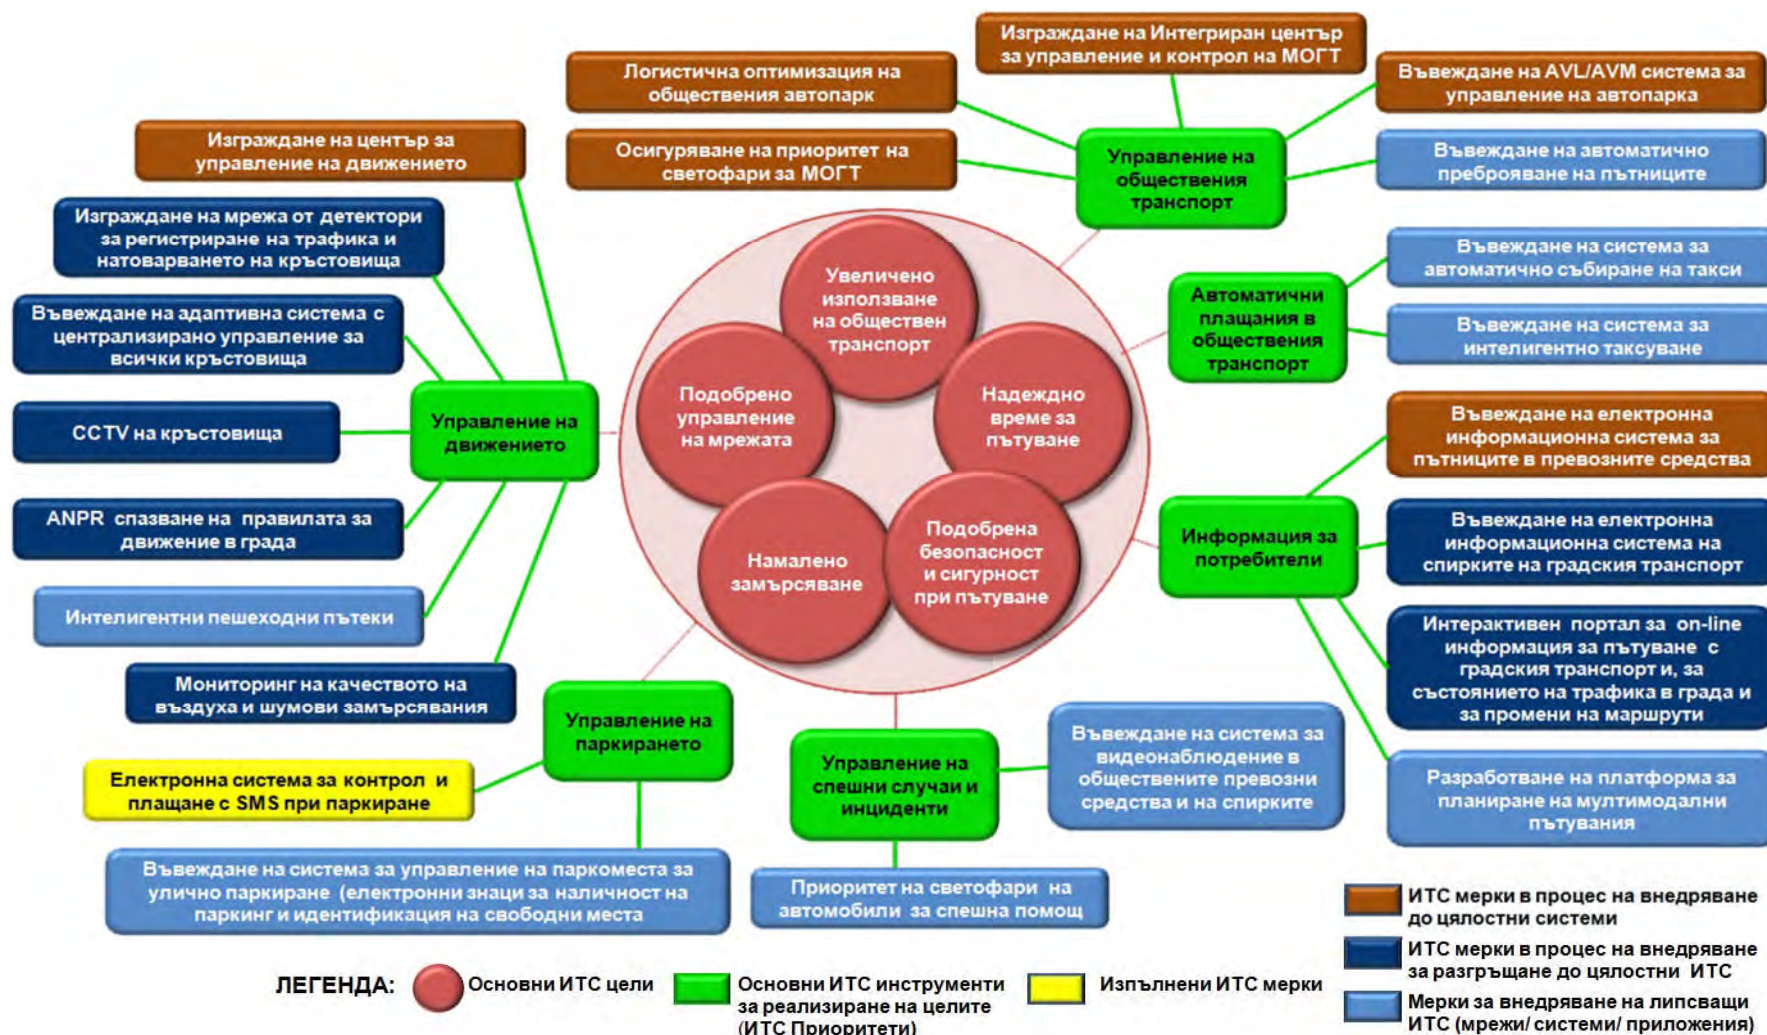 Изграждане на Интегриран център
за управление и контрол на МОГТ
Логистична оптимизация на
обществения автопарк
Въвеждане на AVL/AVM система за
управление на автопарка
Изграждане на център за
управление на движението
Осигуряване на приоритет на
светофари за МОГТ
Управление на
обществения
транспорт
Въвеждане на автоматично
преброяване на пътниците
Изграждане на мрежа от детектори
за регистриране на трафика и
натоварването на кръстовища
Въвеждане на система за
автоматично събиране на такси
Увеличено
използване
на обществен
транспорт
Автоматични
плащания в
обществения
транспорт
Въвеждане на адаптивна система с
централизирано управление за
всички кръстовища
Въвеждане на система за
интелигентно таксуване
Подобрено
управление
на мрежата
Надеждно
време за
пътуване
Управление на
движението
CCTV на кръстовища
Въвеждане на електронна
информационна система за
пътниците в превозните средства
ANPR спазване на правилата за
движение в града
Намалено
замърсяване
Подобрена
безопасност
и сигурност
при пътуване
Информация за
потребители
Въвеждане на електронна
информационна система на
спирките на градския транспорт
Интелигентни пешеходни пътеки
Интерактивен портал за on-line
информация за пътуване с
градския транспорт и, за
състоянието на трафика в града и
за промени на маршрути
Мониторинг на качеството на
въздуха и шумови замърсявания
Управление на
паркирането
Управление на
спешни случаи и
инциденти
Въвеждане на система за
видеонаблюдение в
обществените превозни
средства и на спирките
Електронна система за контрол и
плащане с SMS при паркиране
Разработване на платформа за
планиране на мултимодални
пътувания
Въвеждане на система за управление на паркоместа за
улично паркиране (електронни знаци за наличност на
паркинг и идентификация на свободни места
Приоритет на светофари на
автомобили за спешна помощ
ИТС мерки в процес на внедряване
до цялостни системи
ИТС мерки в процес на внедряване
за разгръщане до цялостни ИТС
Мерки за внедряване на липсващи
ИТС (мрежи/ системи/ приложения)
ЛЕГЕНДА:
Основни ИТС цели
Основни ИТС инструменти
за реализиране на целите
(ИТС Приоритети)
Изпълнени ИТС мерки